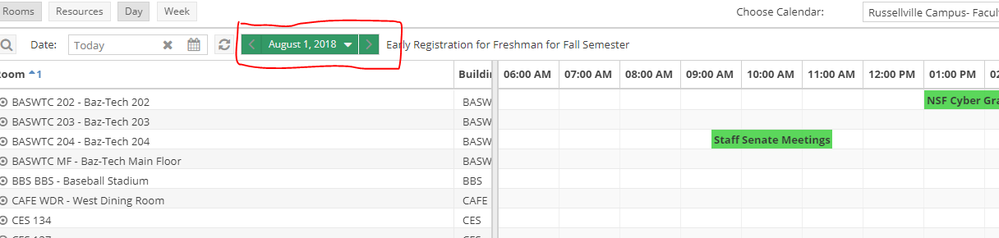 Rooms Resources Day Week Choose Calendar: Russellville Campus- Facul
Date: Today August 1, 2018 Early Registration for Freshman for Fall Semester
Room 1 Buildin 06:00 AM 07:00 AM 08:00 AM 09:00 AM 10:00 AM 11:00 AM 12:00 PM 01:00 PM 02
BASWTC 202 - Baz-Tech 202 BASW NSF Cyber Gra
BASWTC 203 - Baz-Tech 203 BASW
BASWTC 204 - Baz-Tech 204 BASW Staff Senate Meetings
BASWTC MF - Baz-Tech Main Floor BASW
BBS BBS - Baseball Stadium BBS
CAFE WDR - West Dining Room CAFE
CES 134 CES